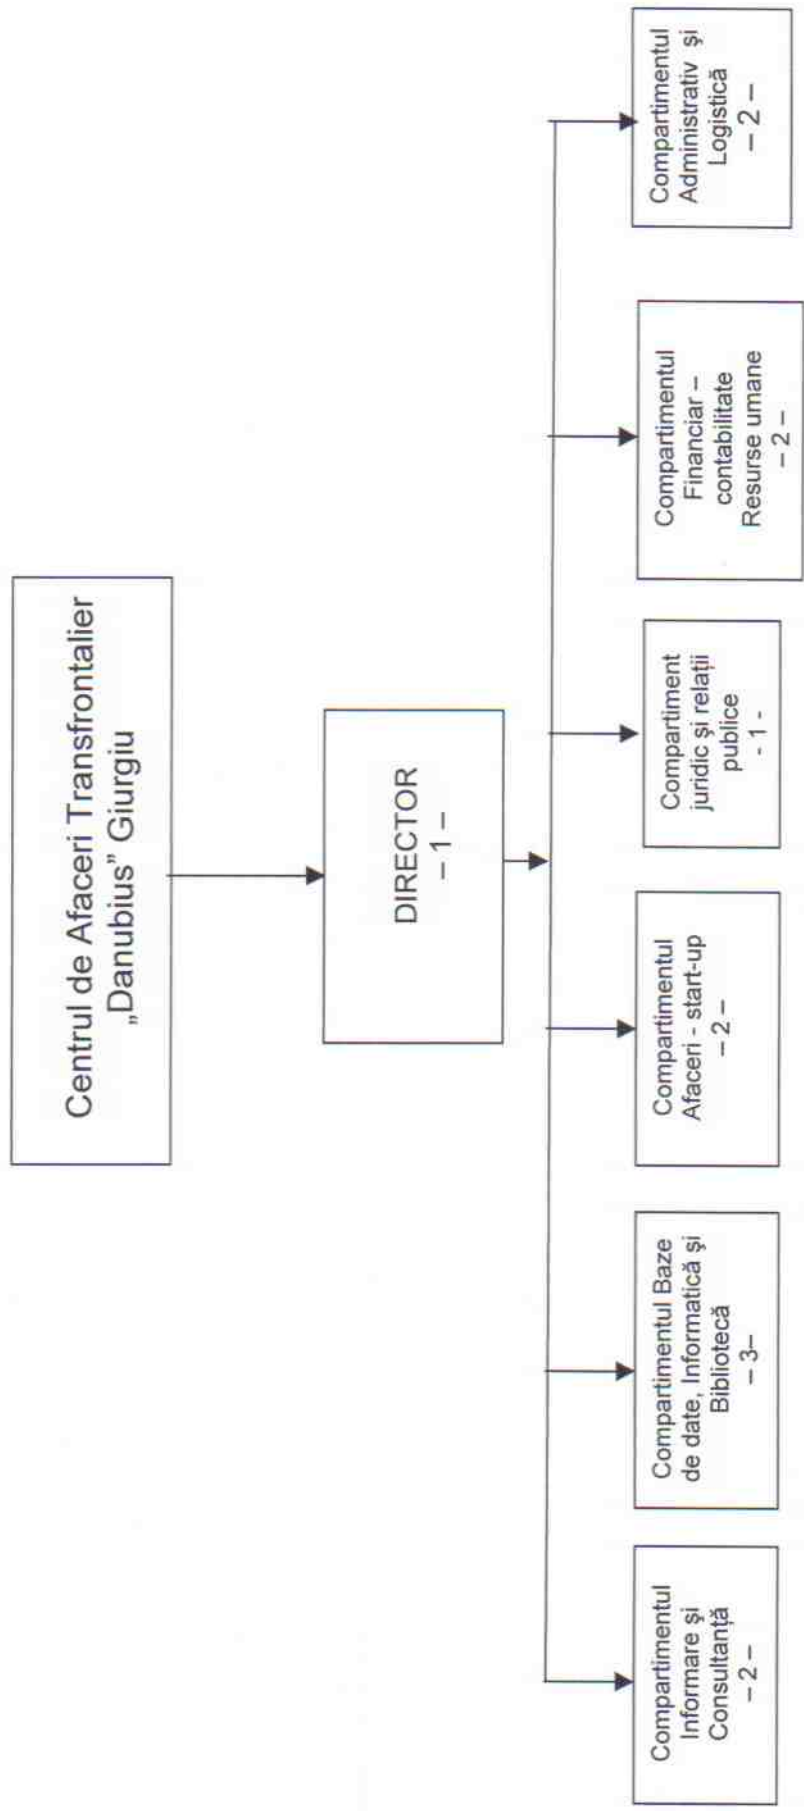 Centrul de Afaceri Transfrontalier
„Danubius” Giurgiu
DIRECTOR
– 1 –
Compartimentul
Informare şi
Consultanţă
– 2 –
Compartimentul Baze
de date, Informatică şi
Bibliotecă
– 3–
Compartimentul
Afaceri - start-up
– 2 –
Compartiment
juridic şi relaţii
publice
- 1 -
Compartimentul
Financiar –
contabilitate
Resurse umane
– 2 –
Compartimentul
Administrativ şi
Logistică
– 2 –